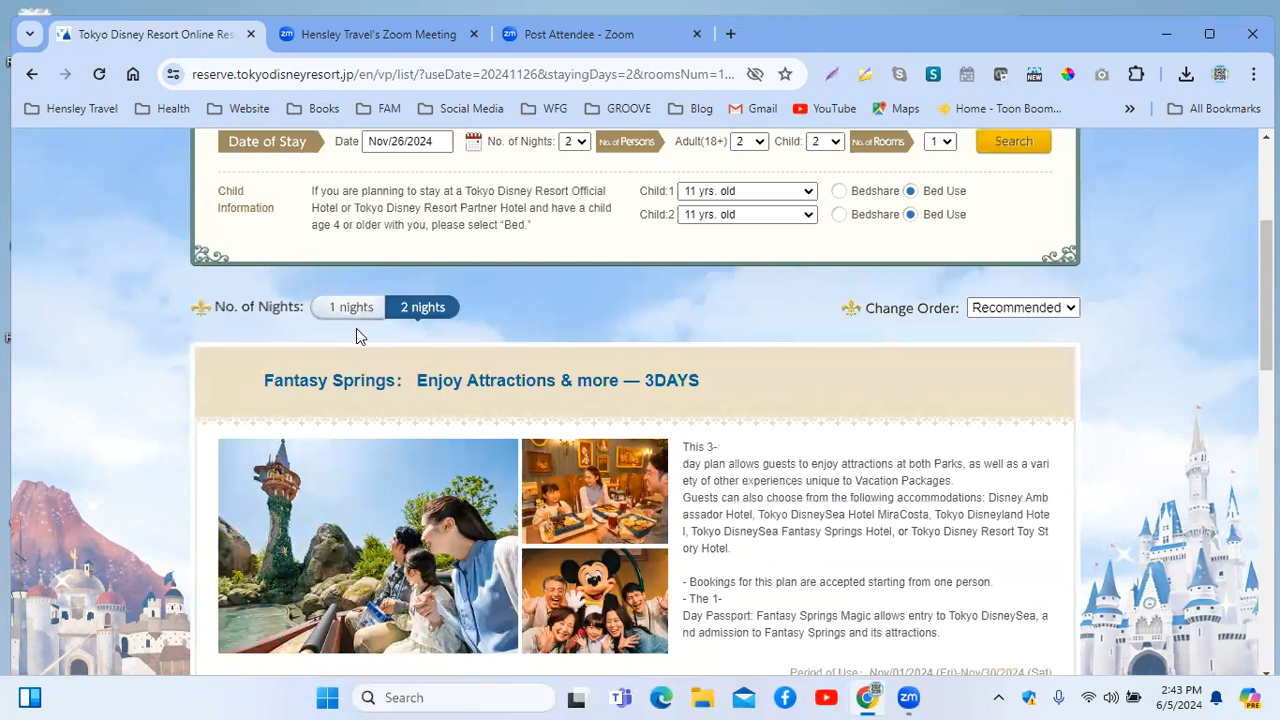 Tokyo Disney Resort Online Res
Hensley Travel's Zoom Meeting
Post Attendee - Zoom
reserve.tokyodisneyresort.jp/en/vp/list/?useDate=20241126&stayingDays=2&roomsNum=1...
Hensley Travel
Health
Website
Books
FAM
Social Media
WFG
GROOVE
Blog
Gmail
YouTube
Maps
Home - Toon Boom...
»
All Bookmarks
Date of Stay Date Nov/26/2024 No. of Nights: 2 No. of Persons Adult(18+) 2 Child: 2 No. of Rooms 1 Search
Child Information
If you are planning to stay at a Tokyo Disney Resort Official
Hotel or Tokyo Disney Resort Partner Hotel and have a child
age 4 or older with you, please select “Bed.”
Child:1 11 yrs. old Bedshare Bed Use
Child:2 11 yrs. old Bedshare Bed Use
No. of Nights: 1 nights 2 nights
Change Order: Recommended
Fantasy Springs: Enjoy Attractions & more — 3DAYS
This 3-
day plan allows guests to enjoy attractions at both Parks, as well as a vari
ety of other experiences unique to Vacation Packages.
Guests can also choose from the following accommodations: Disney Amb
assador Hotel, Tokyo DisneySea Hotel MiraCosta, Tokyo Disneyland Hote
l, Tokyo DisneySea Fantasy Springs Hotel, or Tokyo Disney Resort Toy St
ory Hotel.
- Bookings for this plan are accepted starting from one person.
- The 1-
Day Passport: Fantasy Springs Magic allows entry to Tokyo DisneySea, a
nd admission to Fantasy Springs and its attractions.
Period of Use: Nov/01/2024 (Fri)-Nov/30/2024 (Sat)
Search
2:43 PM
6/5/2024